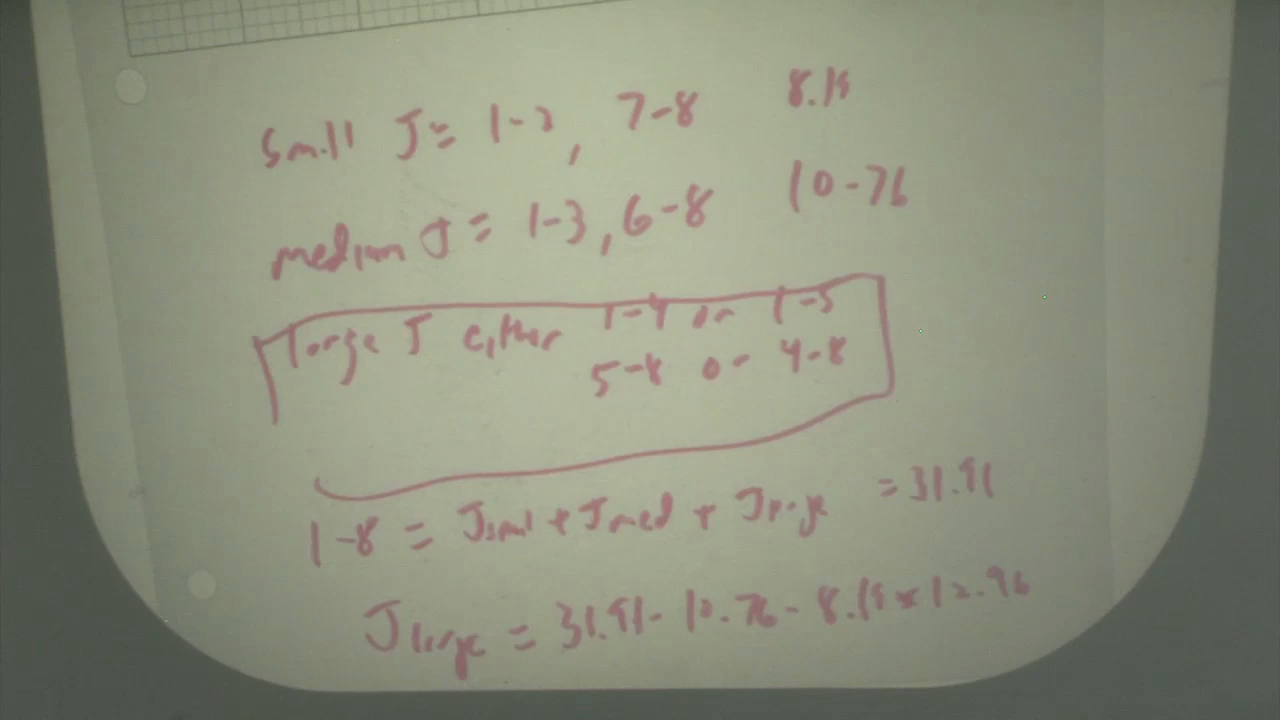 small J = 1-2, 7-8 8.19
medium J = 1-3, 6-8 10-76
large J either 1-4 or 1-5
5-8 or 4-8
1-8 = Jsml + Jmed + Jlarge = 31.91
Jlarge = 31.91 - 10.76 - 8.19 = 12.96